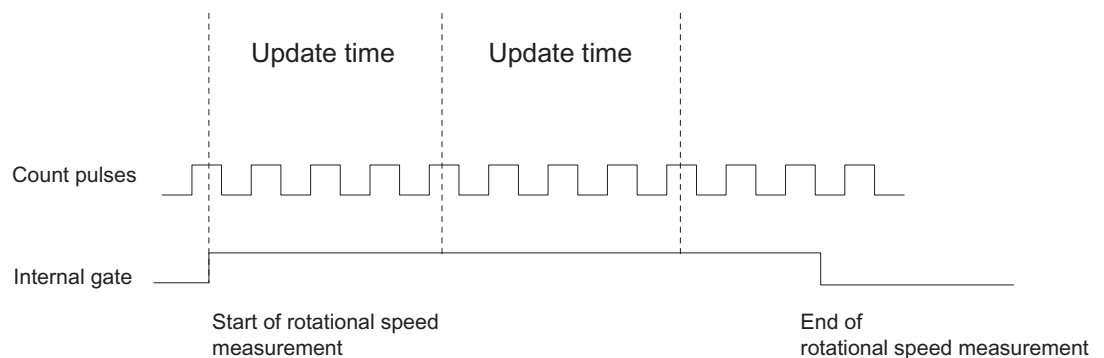 Update time
Update time
Count pulses
Internal gate
Start of rotational speed
measurement
End of
rotational speed measurement